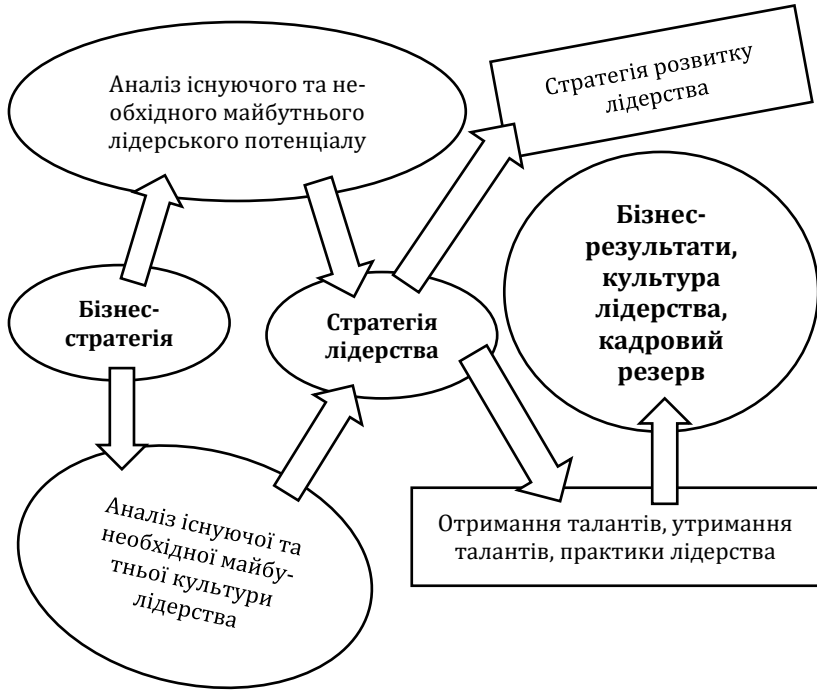 Аналіз існуючого та не-
обхідного майбутнього
лідерського потенціалу
Стратегія розвитку
лідерства
Бізнес-
результати,
культура
лідерства,
кадровий
резерв
Бізнес-
стратегія
Стратегія
лідерства
Аналіз існуючої та
необхідної майбу-
тньої культури
лідерства
Отримання талантів, утримання
талантів, практики лідерства